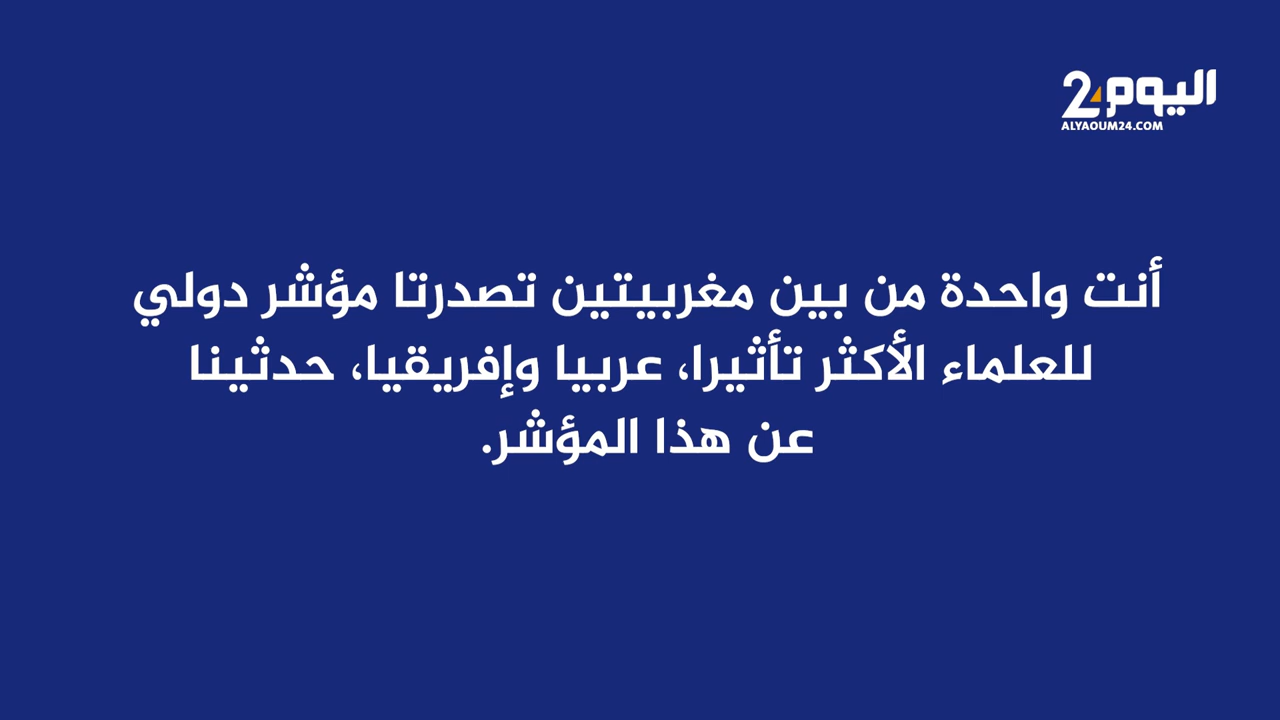 اليوم24
ALYAOUM24.COM
أنت واحدة من بين مغربيتين تصدرتا مؤشر دولي
للعلماء الأكثر تأثيرا، عربيا وإفريقيا، حدثينا
عن هذا المؤشر.